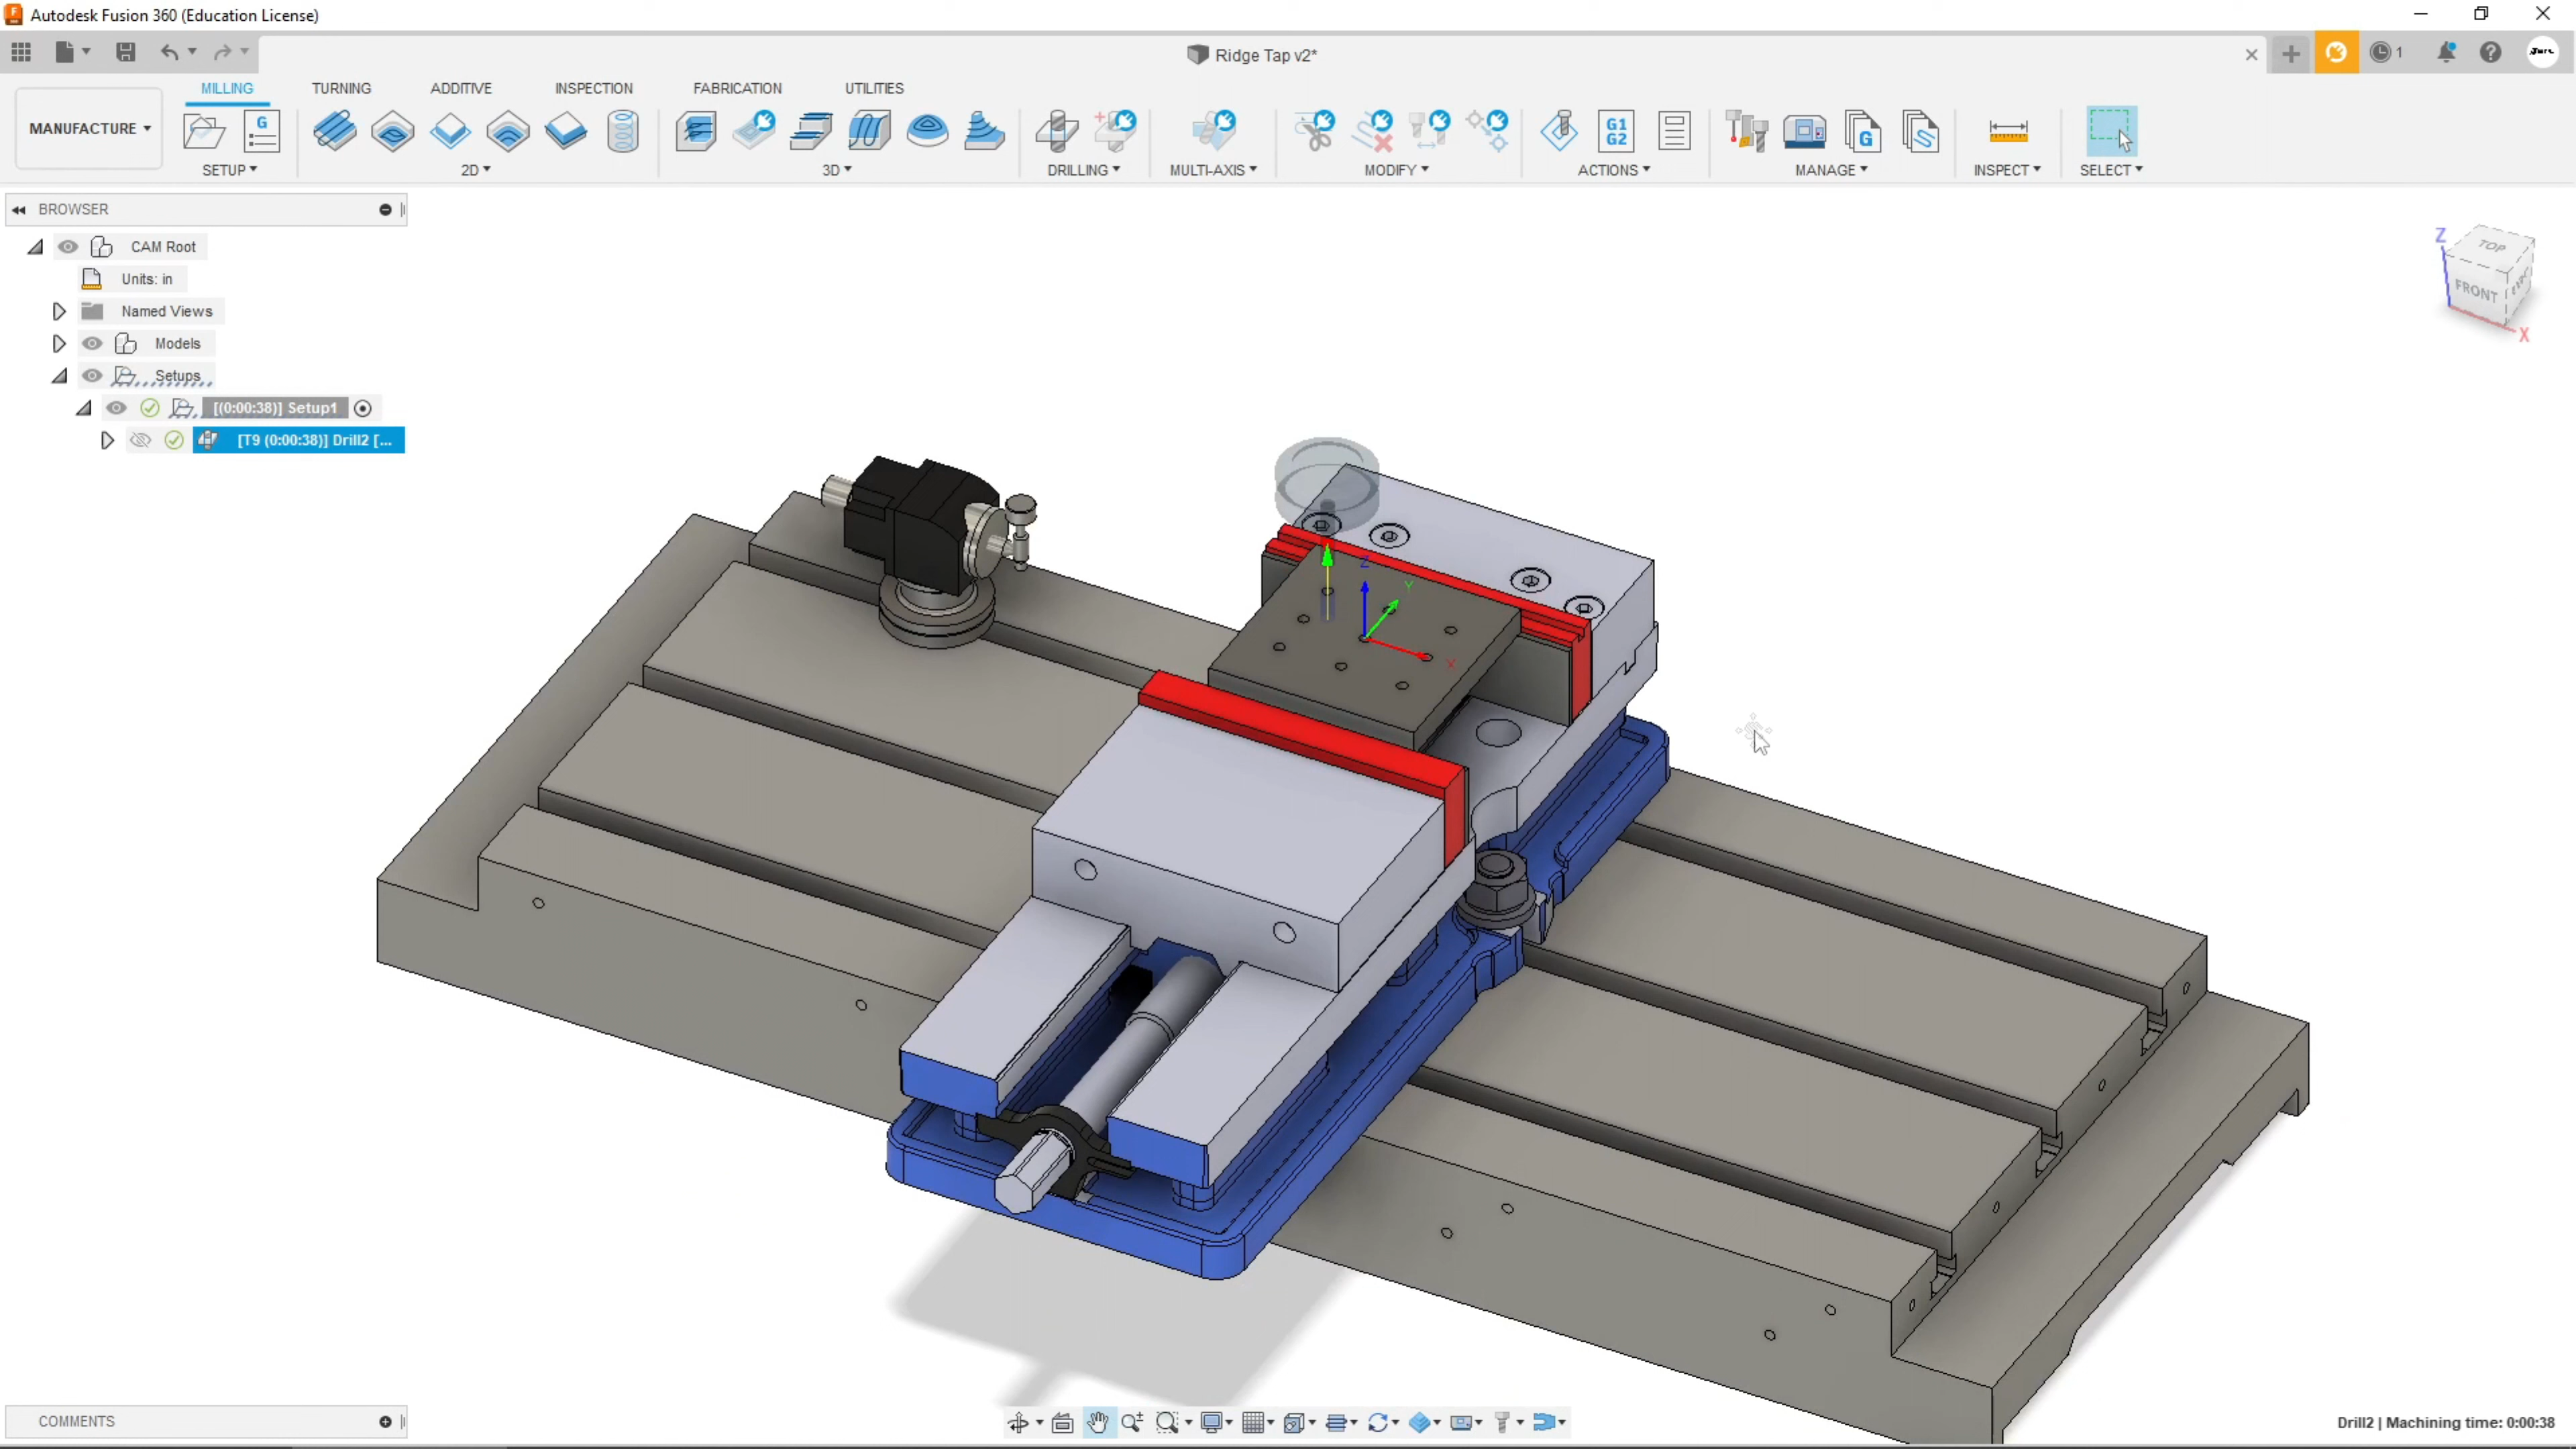 Autodesk Fusion 360 (Education License)
Ridge Tap v2*
1
MANUFACTURE
MILLING TURNING ADDITIVE INSPECTION FABRICATION UTILITIES
G
G1
G2
G
SETUP 2D 3D DRILLING MULTI-AXIS MODIFY ACTIONS MANAGE INSPECT SELECT
BROWSER
CAM Root
Units: in
Named Views
Models
Setups
[(0:00:38)] Setup1
[T9 (0:00:38)] Drill2 [...
Z
TOP
FRONT
X
Z
Y
X
COMMENTS
Drill2 | Machining time: 0:00:38